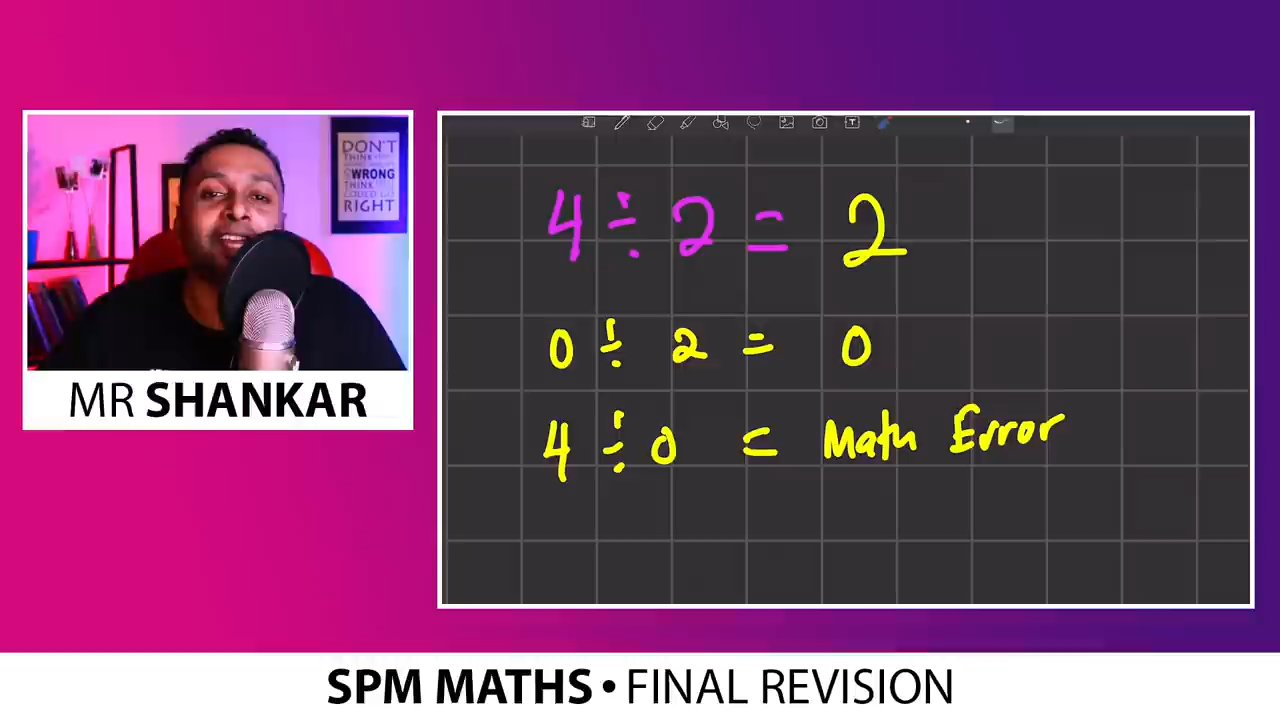 DON'T
THINK
WRONG
THINK
RIGHT
MR SHANKAR
4 ÷ 2 = 2
0 ÷ 2 = 0
4 ÷ 0 = Math Error
SPM MATHS • FINAL REVISION